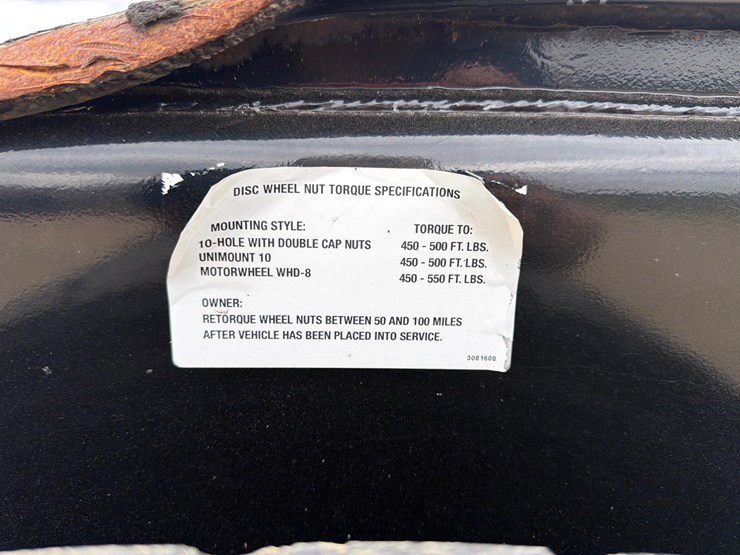 DISC WHEEL NUT TORQUE SPECIFICATIONS
MOUNTING STYLE: TORQUE TO:
10-HOLE WITH DOUBLE CAP NUTS 450 - 500 FT. LBS.
UNIMOUNT 10 450 - 500 FT. LBS.
MOTORWHEEL WHD-8 450 - 550 FT. LBS.
OWNER:
RETORQUE WHEEL NUTS BETWEEN 50 AND 100 MILES
AFTER VEHICLE HAS BEEN PLACED INTO SERVICE.
3081608